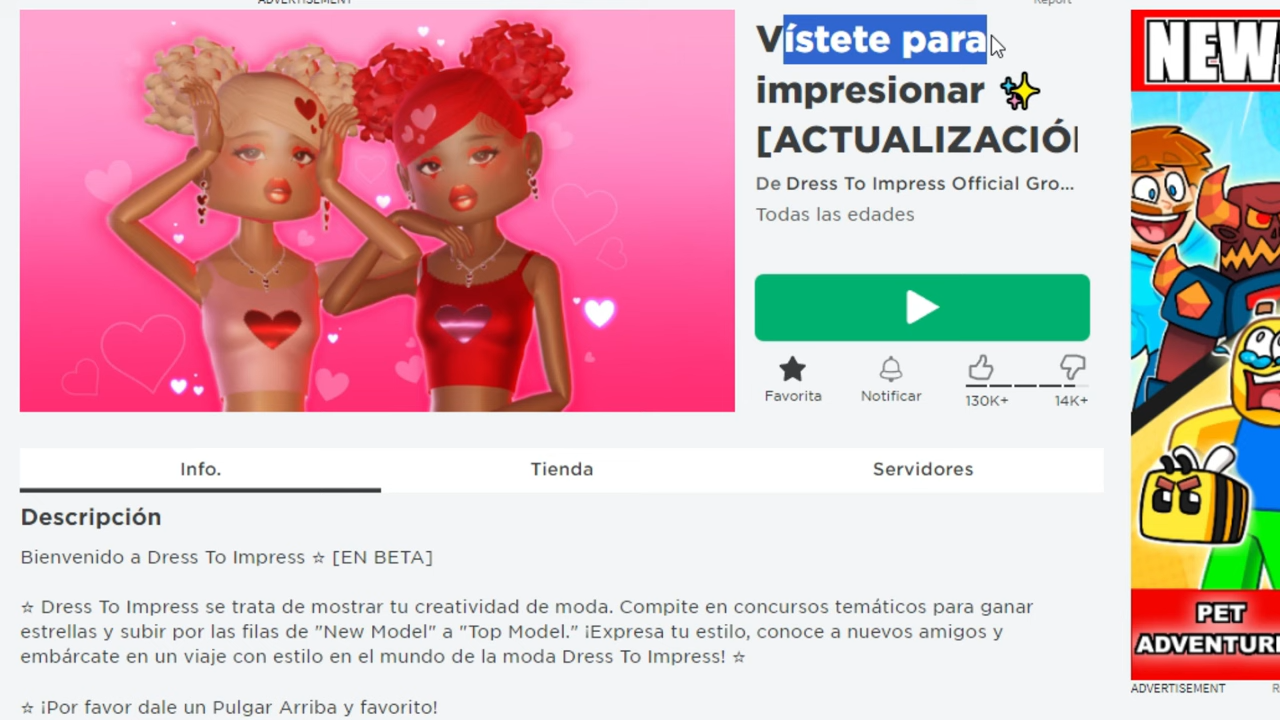 ADVERTISEMENT
Report
Vístete para
impresionar ✨
[ACTUALIZACIÓ
De Dress To Impress Official Gro...
Todas las edades
Favorita
Notificar
130K+
14K+
Info.
Tienda
Servidores
Descripción
Bienvenido a Dress To Impress ☆ [EN BETA]
☆ Dress To Impress se trata de mostrar tu creatividad de moda. Compite en concursos temáticos para ganar
estrellas y subir por las filas de "New Model" a "Top Model." ¡Expresa tu estilo, conoce a nuevos amigos y
embárcate en un viaje con estilo en el mundo de la moda Dress To Impress! ☆
☆ ¡Por favor dale un Pulgar Arriba y favorito!
NEW
PET
ADVENTUR
ADVERTISEMENT
R